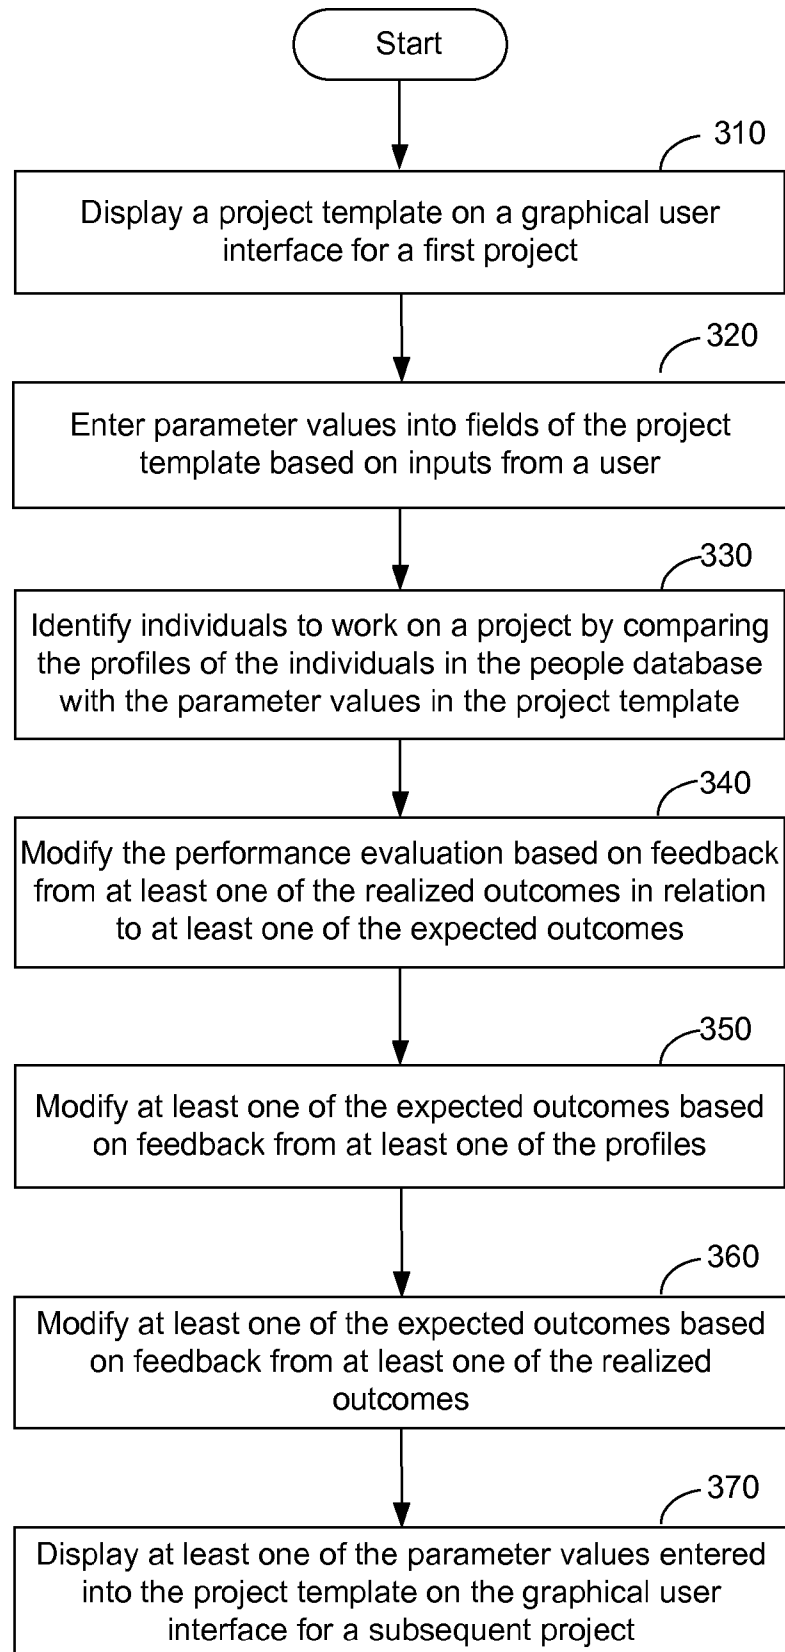 Start
310
Display a project template on a graphical user
interface for a first project
320
Enter parameter values into fields of the project
template based on inputs from a user
330
Identify individuals to work on a project by comparing
the profiles of the individuals in the people database
with the parameter values in the project template
340
Modify the performance evaluation based on feedback
from at least one of the realized outcomes in relation
to at least one of the expected outcomes
350
Modify at least one of the expected outcomes based
on feedback from at least one of the profiles
360
Modify at least one of the expected outcomes based
on feedback from at least one of the realized
outcomes
370
Display at least one of the parameter values entered
into the project template on the graphical user
interface for a subsequent project